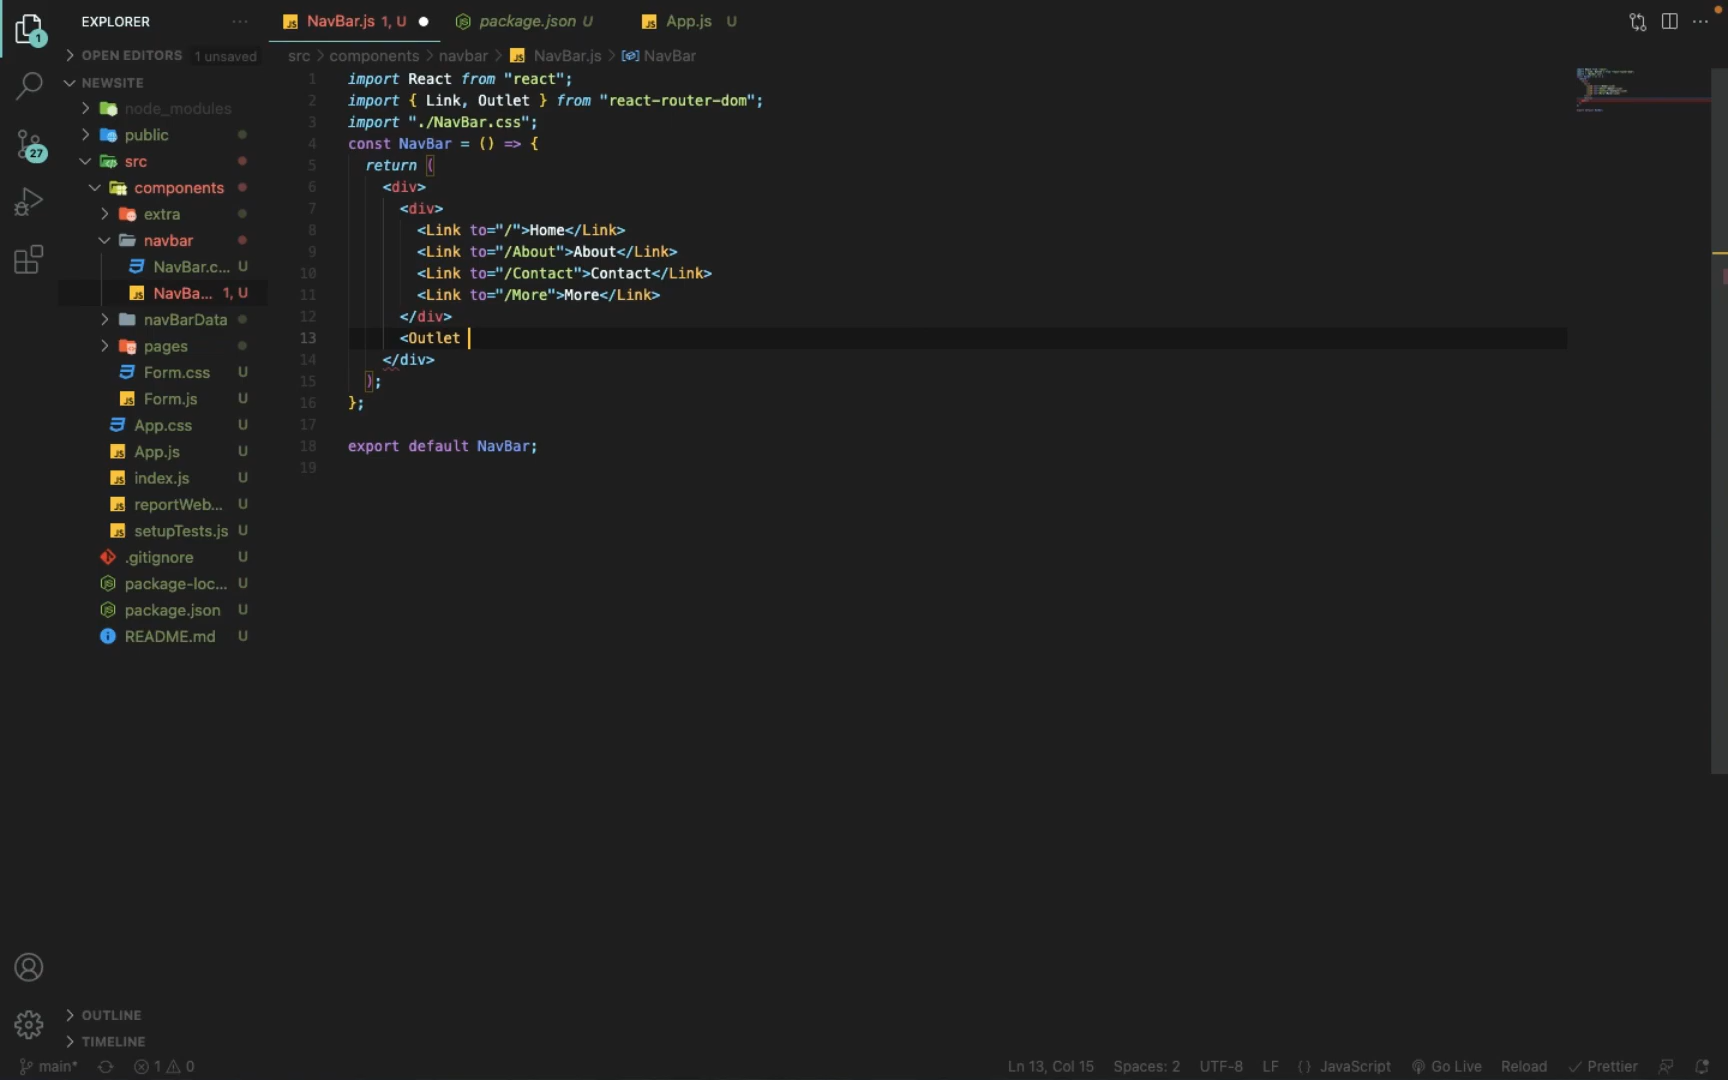 EXPLORER
OPEN EDITORS 1 unsaved
NEWSITE
node_modules
public
src
components
extra
navbar
NavBar.c... U
NavBa... 1, U
navBarData
pages
Form.css U
Form.js U
App.css U
App.js U
index.js U
reportWeb... U
setupTests.js U
.gitignore U
package-loc... U
package.json U
README.md U
OUTLINE
TIMELINE
1
27
NavBar.js 1, U
package.json U
App.js U
src > components > navbar > NavBar.js > NavBar
1 import React from "react";
2 import { Link, Outlet } from "react-router-dom";
3 import "./NavBar.css";
4 const NavBar = () => {
5 return (
6 <div>
7 <div>
8 <Link to="/">Home</Link>
9 <Link to="/About">About</Link>
10 <Link to="/Contact">Contact</Link>
11 <Link to="/More">More</Link>
12 </div>
13 <Outlet
14 </div>
15 );
16 };
17
18 export default NavBar;
19
main* 1 0 Ln 13, Col 15 Spaces: 2 UTF-8 LF {} JavaScript Go Live Reload Prettier